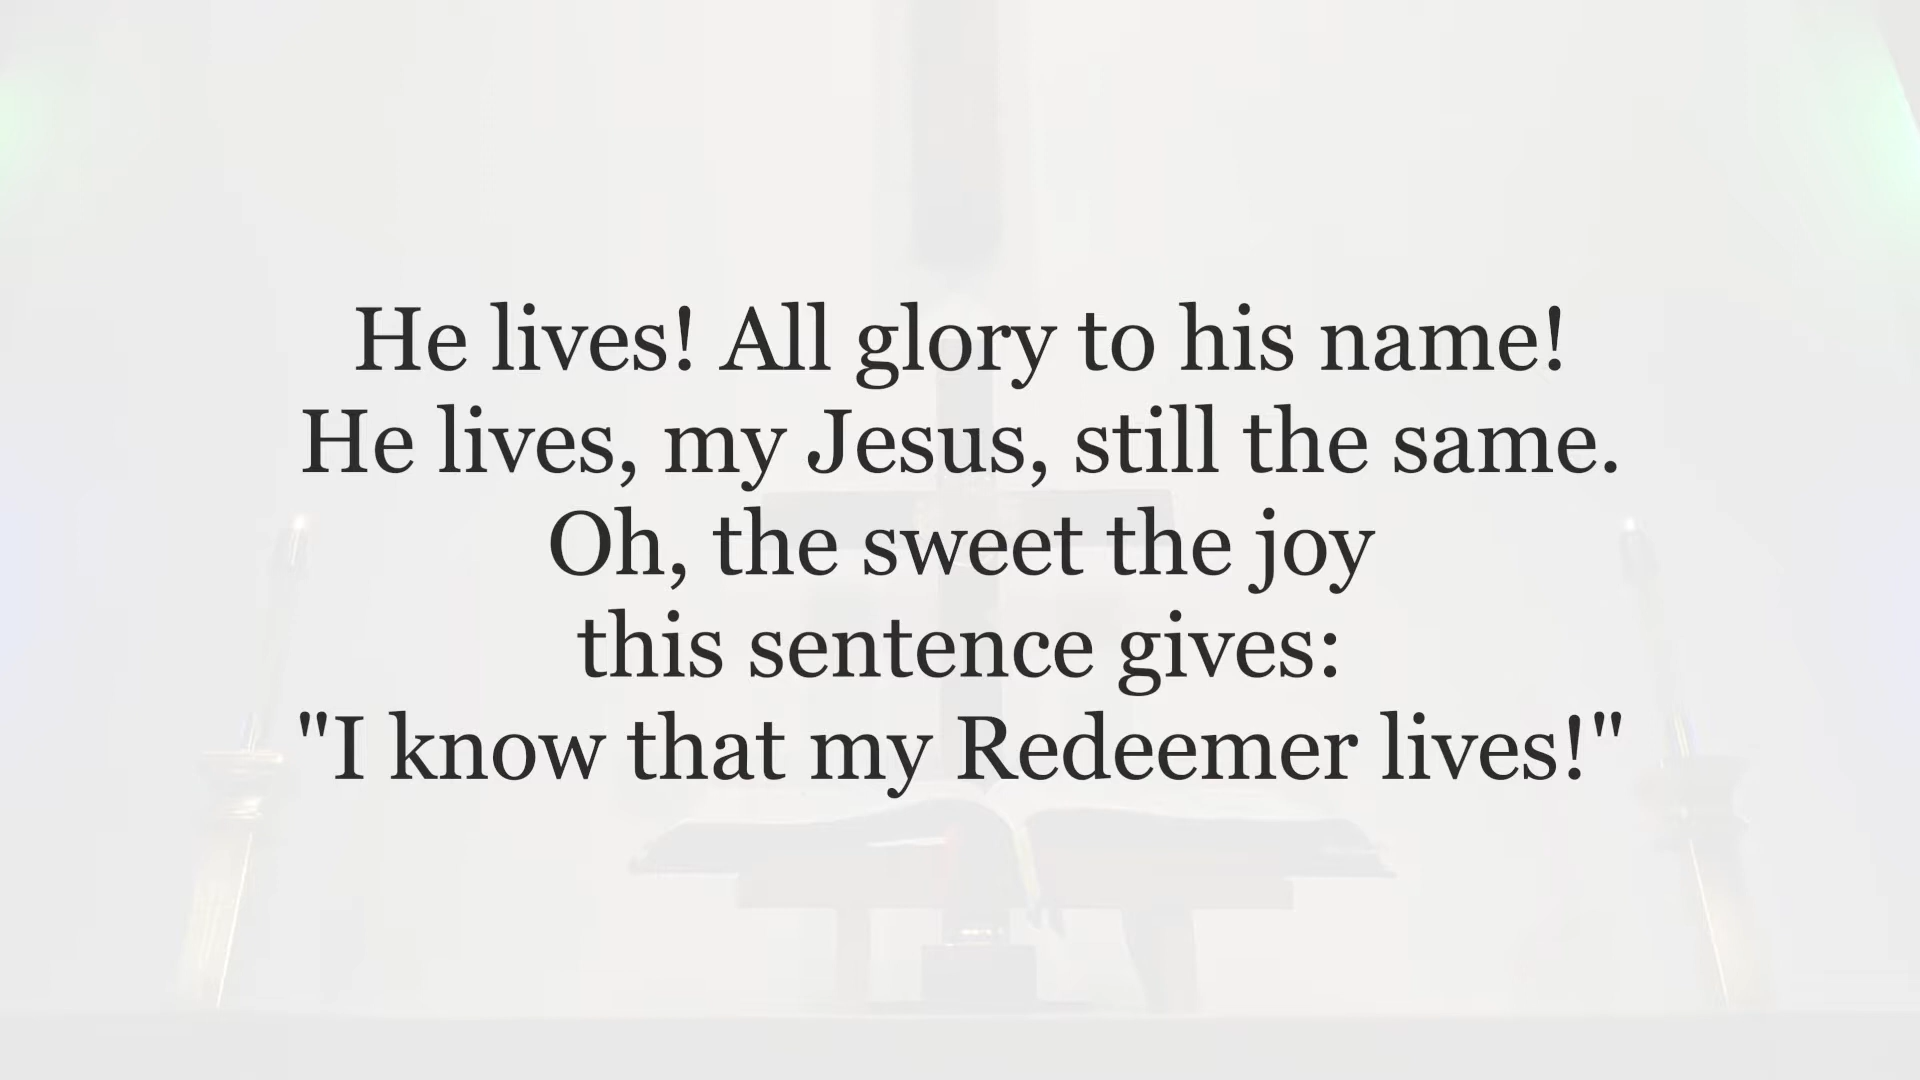 He lives! All glory to his name!
He lives, my Jesus, still the same.
Oh, the sweet the joy
this sentence gives:
"I know that my Redeemer lives!"